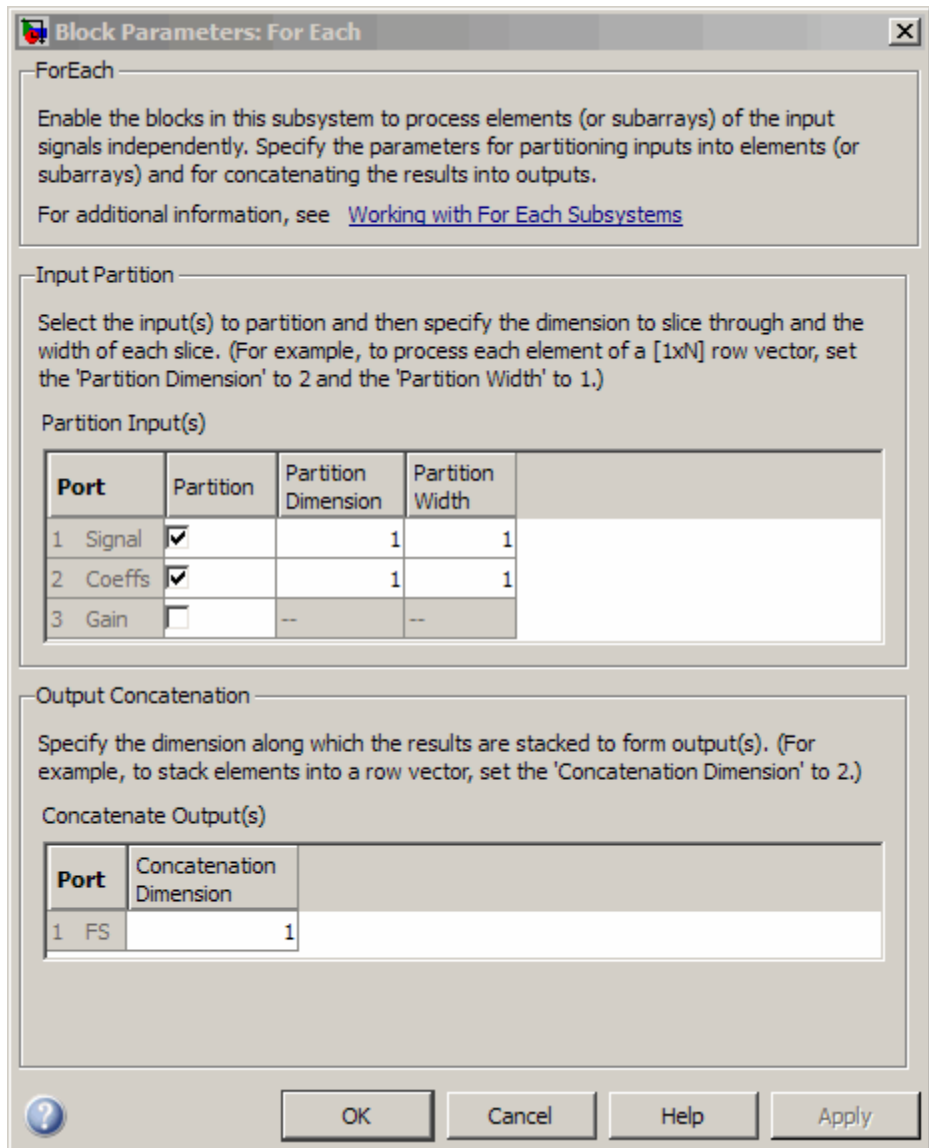 Block Parameters: For Each
ForEach
Enable the blocks in this subsystem to process elements (or subarrays) of the input
signals independently. Specify the parameters for partitioning inputs into elements (or
subarrays) and for concatenating the results into outputs.
For additional information, see Working with For Each Subsystems
Input Partition
Select the input(s) to partition and then specify the dimension to slice through and the
width of each slice. (For example, to process each element of a [1xN] row vector, set
the 'Partition Dimension' to 2 and the 'Partition Width' to 1.)
Partition Input(s)
Port Partition Partition Dimension Partition Width
1 Signal 1 1
2 Coeffs 1 1
3 Gain -- --
Output Concatenation
Specify the dimension along which the results are stacked to form output(s). (For
example, to stack elements into a row vector, set the 'Concatenation Dimension' to 2.)
Concatenate Output(s)
Port Concatenation Dimension
1 FS 1
? OK Cancel Help Apply